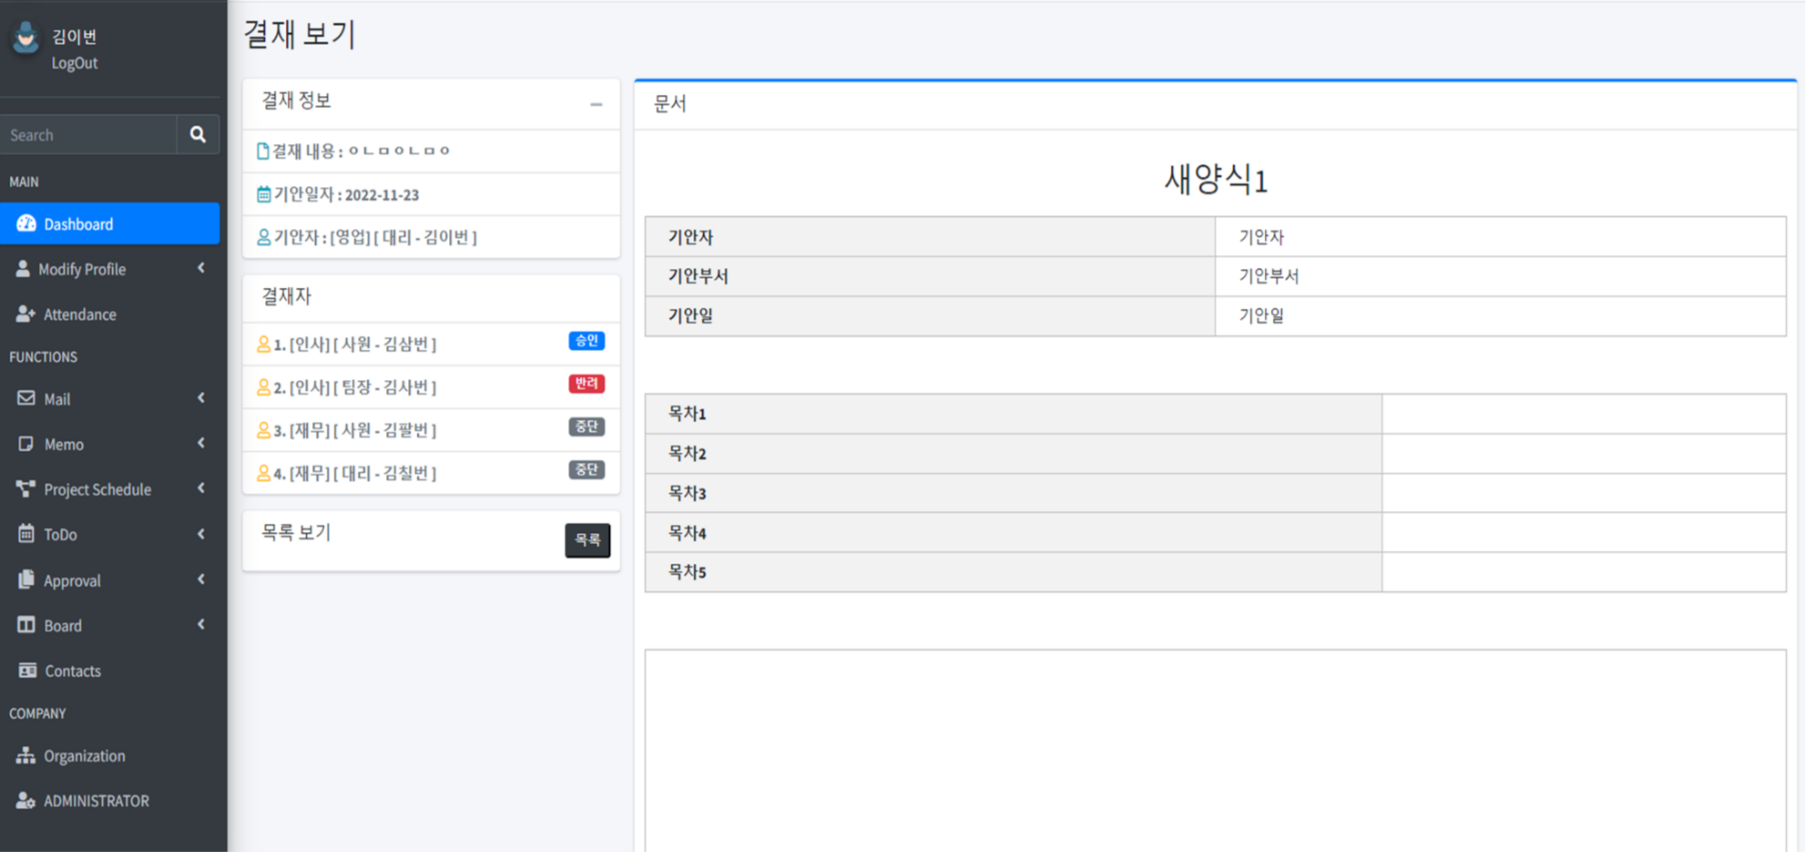 김이번
LogOut
Search
MAIN
Dashboard
Modify Profile
Attendance
FUNCTIONS
Mail
Memo
Project Schedule
ToDo
Approval
Board
Contacts
COMPANY
Organization
ADMINISTRATOR
결재 보기
결재 정보
결재 내용 : ㅇㄴㅁㅇㄴㅁㅇ
기안일자 : 2022-11-23
기안자 : [영업] [ 대리 - 김이번 ]
결재자
1. [인사] [ 사원 - 김삼번 ] 승인
2. [인사] [ 팀장 - 김사번 ] 반려
3. [재무] [ 사원 - 김팔번 ] 중단
4. [재무] [ 대리 - 김칠번 ] 중단
목록 보기 목록
문서
새양식1
기안자 기안자
기안부서 기안부서
기안일 기안일
목차1
목차2
목차3
목차4
목차5